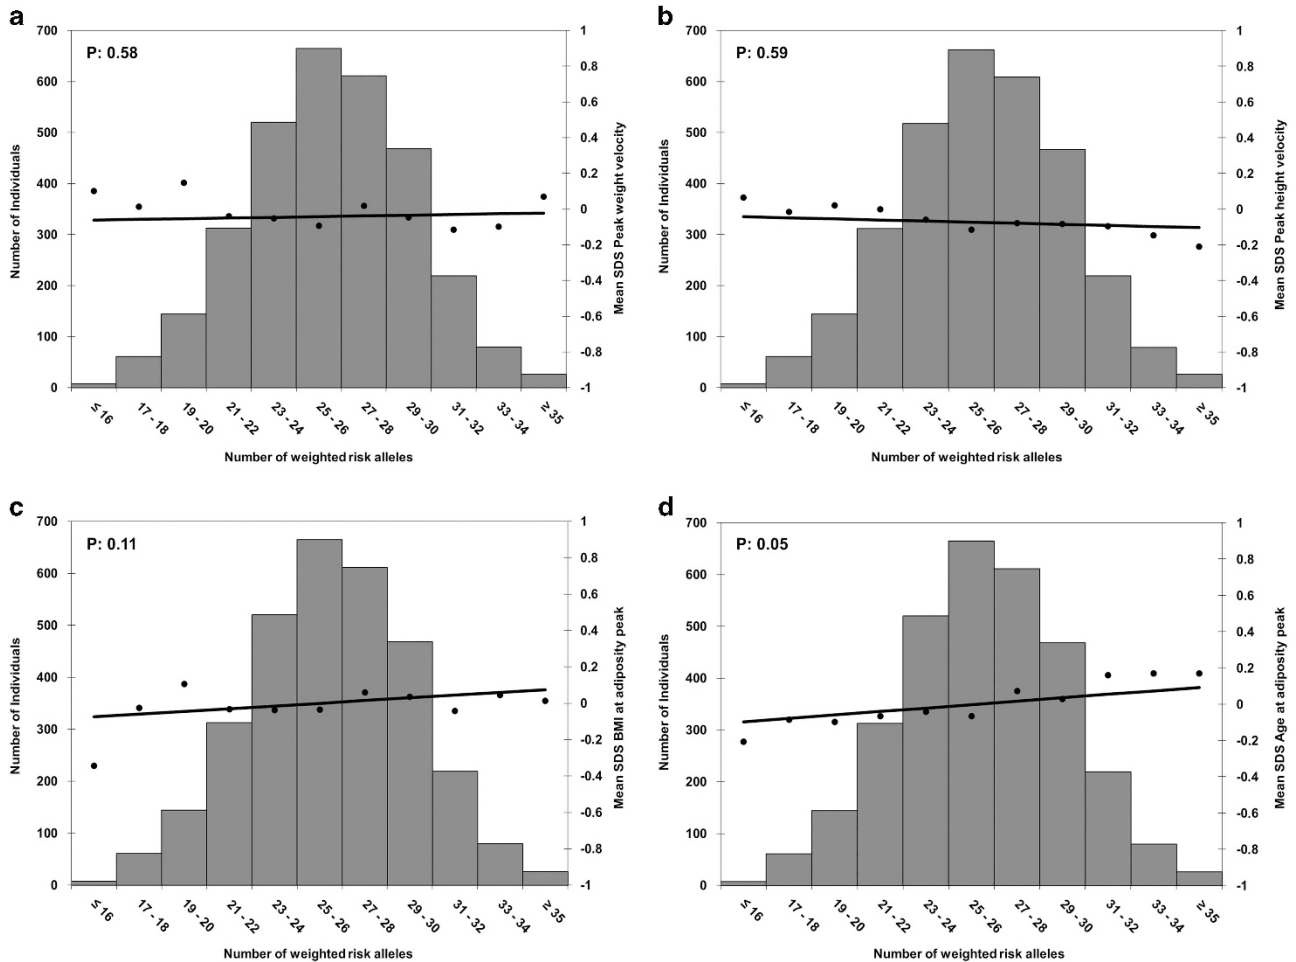 a
P: 0.58
700
600
500
400
300
200
100
0
1
0.8
0.6
0.4
0.2
0
-0.2
-0.4
-0.6
-0.8
-1
Number of Individuals
Mean SDS Peak weight velocity
≤ 16
17 - 18
19 - 20
21 - 22
23 - 24
25 - 26
27 - 28
29 - 30
31 - 32
33 - 34
≥ 35
Number of weighted risk alleles
b
P: 0.59
700
600
500
400
300
200
100
0
1
0.8
0.6
0.4
0.2
0
-0.2
-0.4
-0.6
-0.8
-1
Number of Individuals
Mean SDS Peak height velocity
≤ 16
17 - 18
19 - 20
21 - 22
23 - 24
25 - 26
27 - 28
29 - 30
31 - 32
33 - 34
≥ 35
Number of weighted risk alleles
c
P: 0.11
700
600
500
400
300
200
100
0
1
0.8
0.6
0.4
0.2
0
-0.2
-0.4
-0.6
-0.8
-1
Number of Individuals
Mean SDS BMI at adiposity peak
≤ 16
17 - 18
19 - 20
21 - 22
23 - 24
25 - 26
27 - 28
29 - 30
31 - 32
33 - 34
≥ 35
Number of weighted risk alleles
d
P: 0.05
700
600
500
400
300
200
100
0
1
0.8
0.6
0.4
0.2
0
-0.2
-0.4
-0.6
-0.8
-1
Number of Individuals
Mean SDS Age at adiposity peak
≤ 16
17 - 18
19 - 20
21 - 22
23 - 24
25 - 26
27 - 28
29 - 30
31 - 32
33 - 34
≥ 35
Number of weighted risk alleles